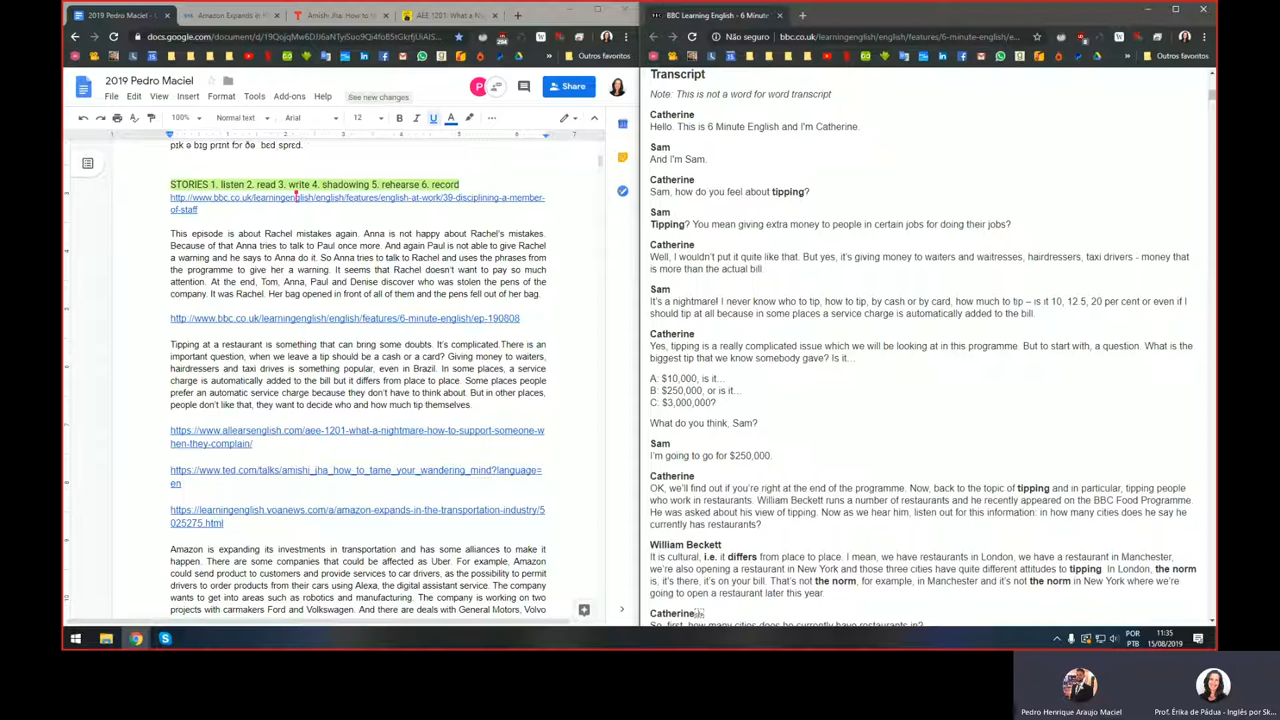 2019 Pedro Maciel - 
Amazon Expands in
Amishi Jha: How to t
AEE 1201: What a Nig
BBC Learning English - 6 Minute
docs.google.com/document/d/
Não seguro
bbc.co.uk/learningenglish/english/features/6-minute-english/e...
Outros favoritos
Outros favoritos
2019 Pedro Maciel
File Edit View Insert Format Tools Add-ons Help
See new changes
Share
100%
Normal text
Arial
12
pɪk ə bɪg prɪnt fɔr ðə bɛd sprɛd.
STORIES 1. listen 2. read 3. write 4. shadowing 5. rehearse 6. record
http://www.bbc.co.uk/learningenglish/english/features/english-at-work/39-disciplining-a-member-
of-staff
This episode is about Rachel mistakes again. Anna is not happy about Rachel's mistakes.
Because of that Anna tries to talk to Paul once more. And again Paul is not able to give Rachel
a warning and he says to Anna do it. So Anna tries to talk to Rachel and uses the phrases from
the programme to give her a warning. It seems that Rachel doesn't want to pay so much
attention. At the end, Tom, Anna, Paul and Denise discover who was stolen the pens of the
company. It was Rachel. Her bag opened in front of all of them and the pens fell out of her bag.
http://www.bbc.co.uk/learningenglish/english/features/6-minute-english/ep-190808
Tipping at a restaurant is something that can bring some doubts. It's complicated.There is an
important question, when we leave a tip should be a cash or a card? Giving money to waiters,
hairdressers and taxi drives is something popular, even in Brazil. In some places, a service
charge is automatically added to the bill but it differs from place to place. Some places people
prefer an automatic service charge because they don't have to think about. But in other places,
people don't like that, they want to decide who and how much tip themselves.
https://www.allearsenglish.com/aee-1201-what-a-nightmare-how-to-support-someone-w
hen-they-complain/
https://www.ted.com/talks/amishi_jha_how_to_tame_your_wandering_mind?language=
en
https://learningenglish.voanews.com/a/amazon-expands-in-the-transportation-industry/5
025275.html
Amazon is expanding its investments in transportation and has some alliances to make it
happen. There are some companies that could be affected as Uber. For example, Amazon
could send product to customers and provide services to car drivers, as the possibility to permit
drivers to order products from their cars using Alexa, the digital assistant service. The company
wants to get into areas such as robotics and manufacturing. The company is working on two
projects with carmakers Ford and Volkswagen. And there are deals with General Motors, Volvo
Transcript
Note: This is not a word for word transcript
Catherine
Hello. This is 6 Minute English and I'm Catherine.
Sam
And I'm Sam.
Catherine
Sam, how do you feel about tipping?
Sam
Tipping? You mean giving extra money to people in certain jobs for doing their jobs?
Catherine
Well, I wouldn't put it quite like that. But yes, it's giving money to waiters and waitresses, hairdressers, taxi drivers - money that
is more than the actual bill
Sam
It's a nightmare! I never know who to tip, how to tip, by cash or by card, how much to tip – is it 10, 12.5, 20 per cent or even if I
should tip at all because in some places a service charge is automatically added to the bill.
Catherine
Yes, tipping is a really complicated issue which we will be looking at in this programme. But to start with, a question. What is the
biggest tip that we know somebody gave? Is it…
A: $10,000, is it…
B: $250,000, or is it…
C: $3,000,000?
What do you think, Sam?
Sam
I'm going to go for $250,000.
Catherine
OK, we'll find out if you're right at the end of the programme. Now, back to the topic of tipping and in particular, tipping people
who work in restaurants. William Beckett runs a number of restaurants and he recently appeared on the BBC Food Programme.
He was asked about his view of tipping. Now as we hear him, listen out for this information: in how many cities does he say he
currently has restaurants?
William Beckett
It is cultural, i.e. it differs from place to place. I mean, we have restaurants in London, we have a restaurant in Manchester,
we're also opening a restaurant in New York and those three cities have quite different attitudes to tipping. In London, the norm
is, it's there, it's on your bill. That's not the norm, for example, in Manchester and it's not the norm in New York where we're
going to open a restaurant later this year.
Catherine
So, first, how many cities does he currently have restaurants in?
POR
PTB
11:35
15/08/2019
Pedro Henrique Araujo Maciel
Prof. Érika de Pádua - Inglês por Sk...